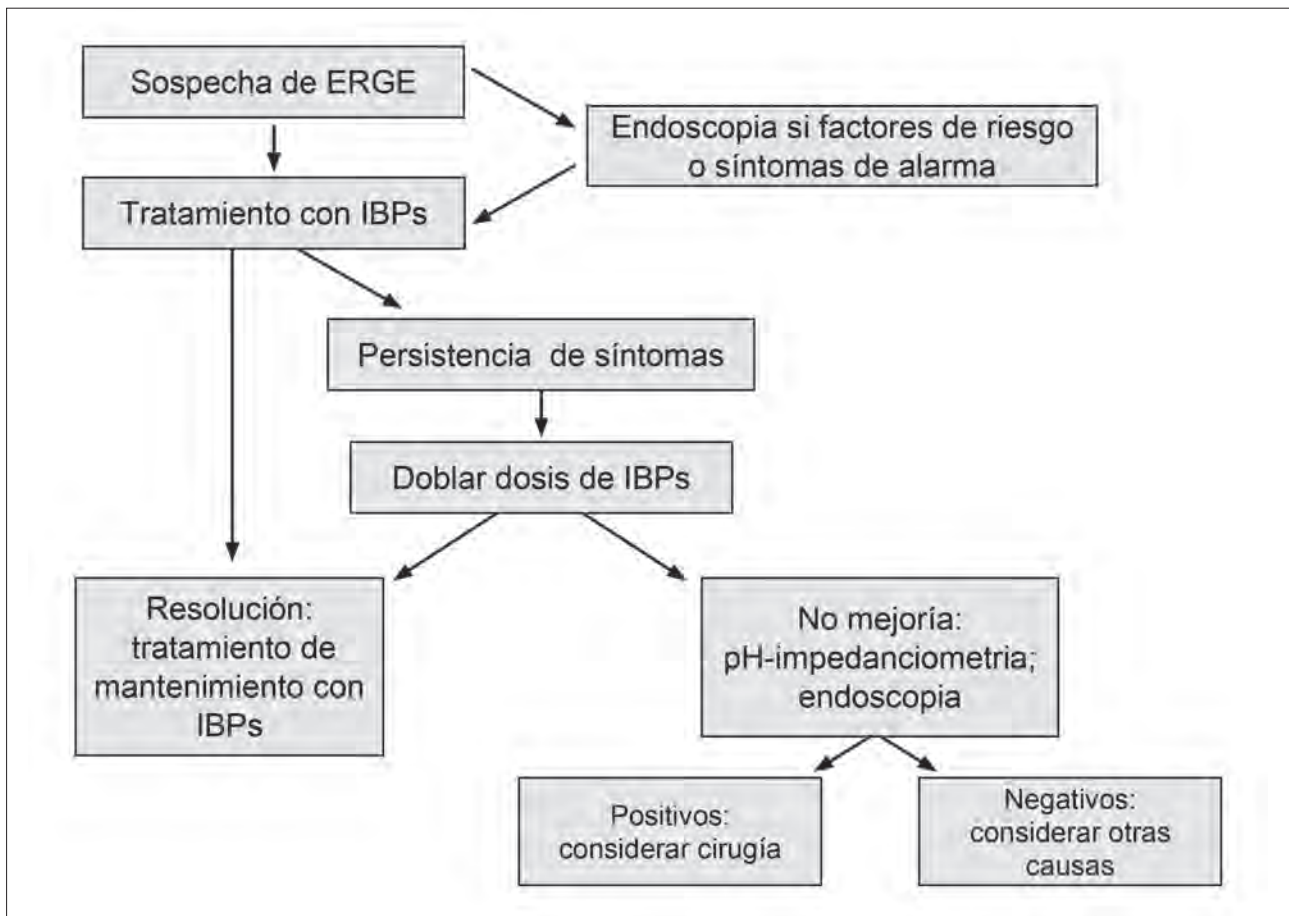 Sospecha de ERGE
Endoscopia si factores de riesgo
o síntomas de alarma
Tratamiento con IBPs
Persistencia de síntomas
Doblar dosis de IBPs
Resolución:
tratamiento de
mantenimiento con
IBPs
No mejoría:
pH-impedanciometria;
endoscopia
Positivos:
considerar cirugía
Negativos:
considerar otras
causas